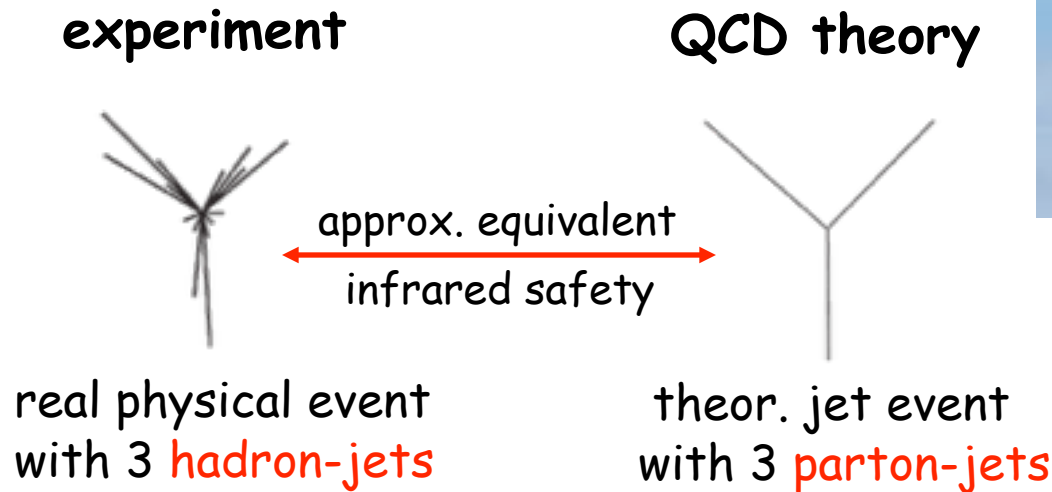 experiment
QCD theory
approx. equivalent
infrared safety
real physical event
with 3 hadron-jets
theor. jet event
with 3 parton-jets